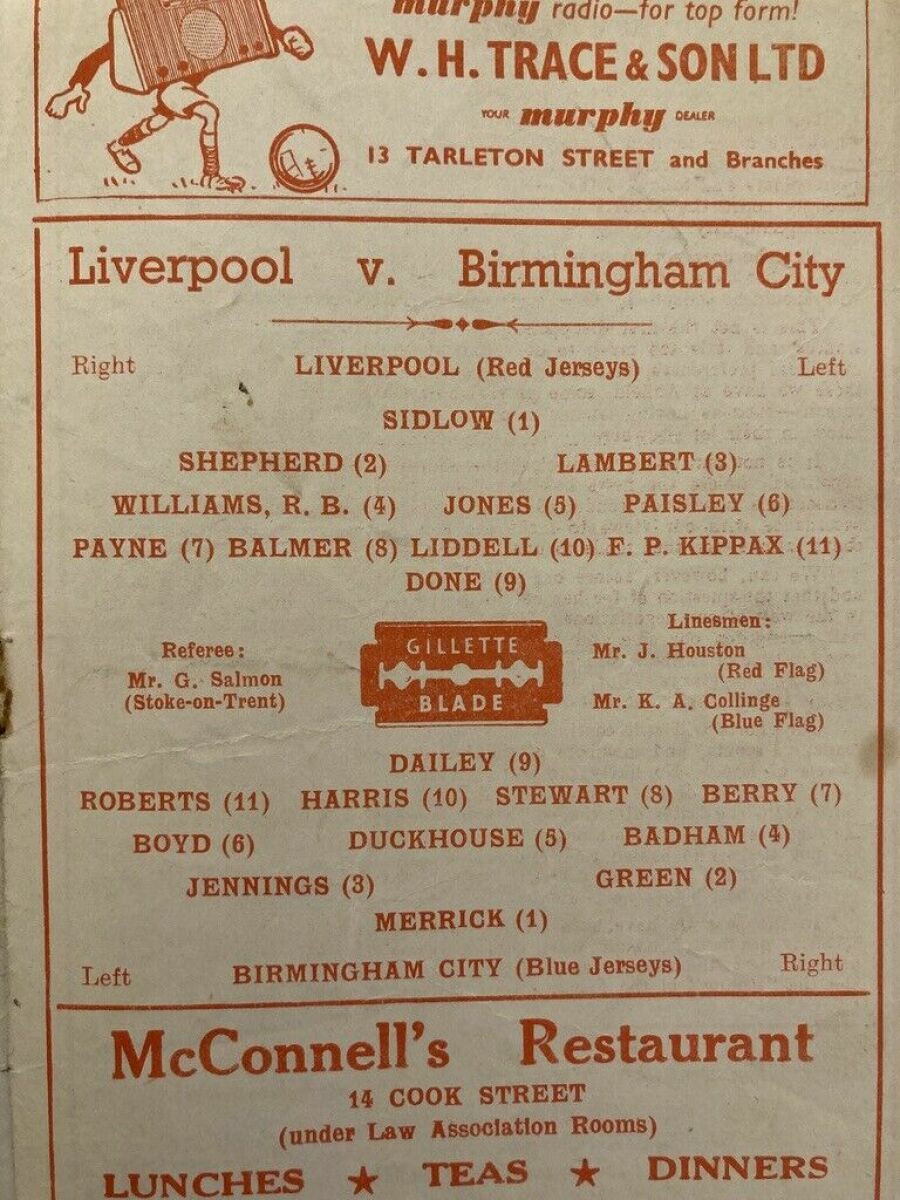 murphy radio—for top form!
W. H. TRACE & SON LTD
YOUR murphy DEALER
13 TARLETON STREET and Branches
Liverpool v. Birmingham City
Right LIVERPOOL (Red Jerseys) Left
SIDLOW (1)
SHEPHERD (2) LAMBERT (3)
WILLIAMS, R. B. (4) JONES (5) PAISLEY (6)
PAYNE (7) BALMER (8) LIDDELL (10) F. P. KIPPAX (11)
DONE (9)
Referee:
Mr. G. Salmon
(Stoke-on-Trent)
GILLETTE
BLADE
Linesmen:
Mr. J. Houston
(Red Flag)
Mr. K. A. Collinge
(Blue Flag)
DAILEY (9)
ROBERTS (11) HARRIS (10) STEWART (8) BERRY (7)
BOYD (6) DUCKHOUSE (5) BADHAM (4)
JENNINGS (3) GREEN (2)
MERRICK (1)
Left BIRMINGHAM CITY (Blue Jerseys) Right
McConnell's Restaurant
14 COOK STREET
(under Law Association Rooms)
LUNCHES ★ TEAS ★ DINNERS